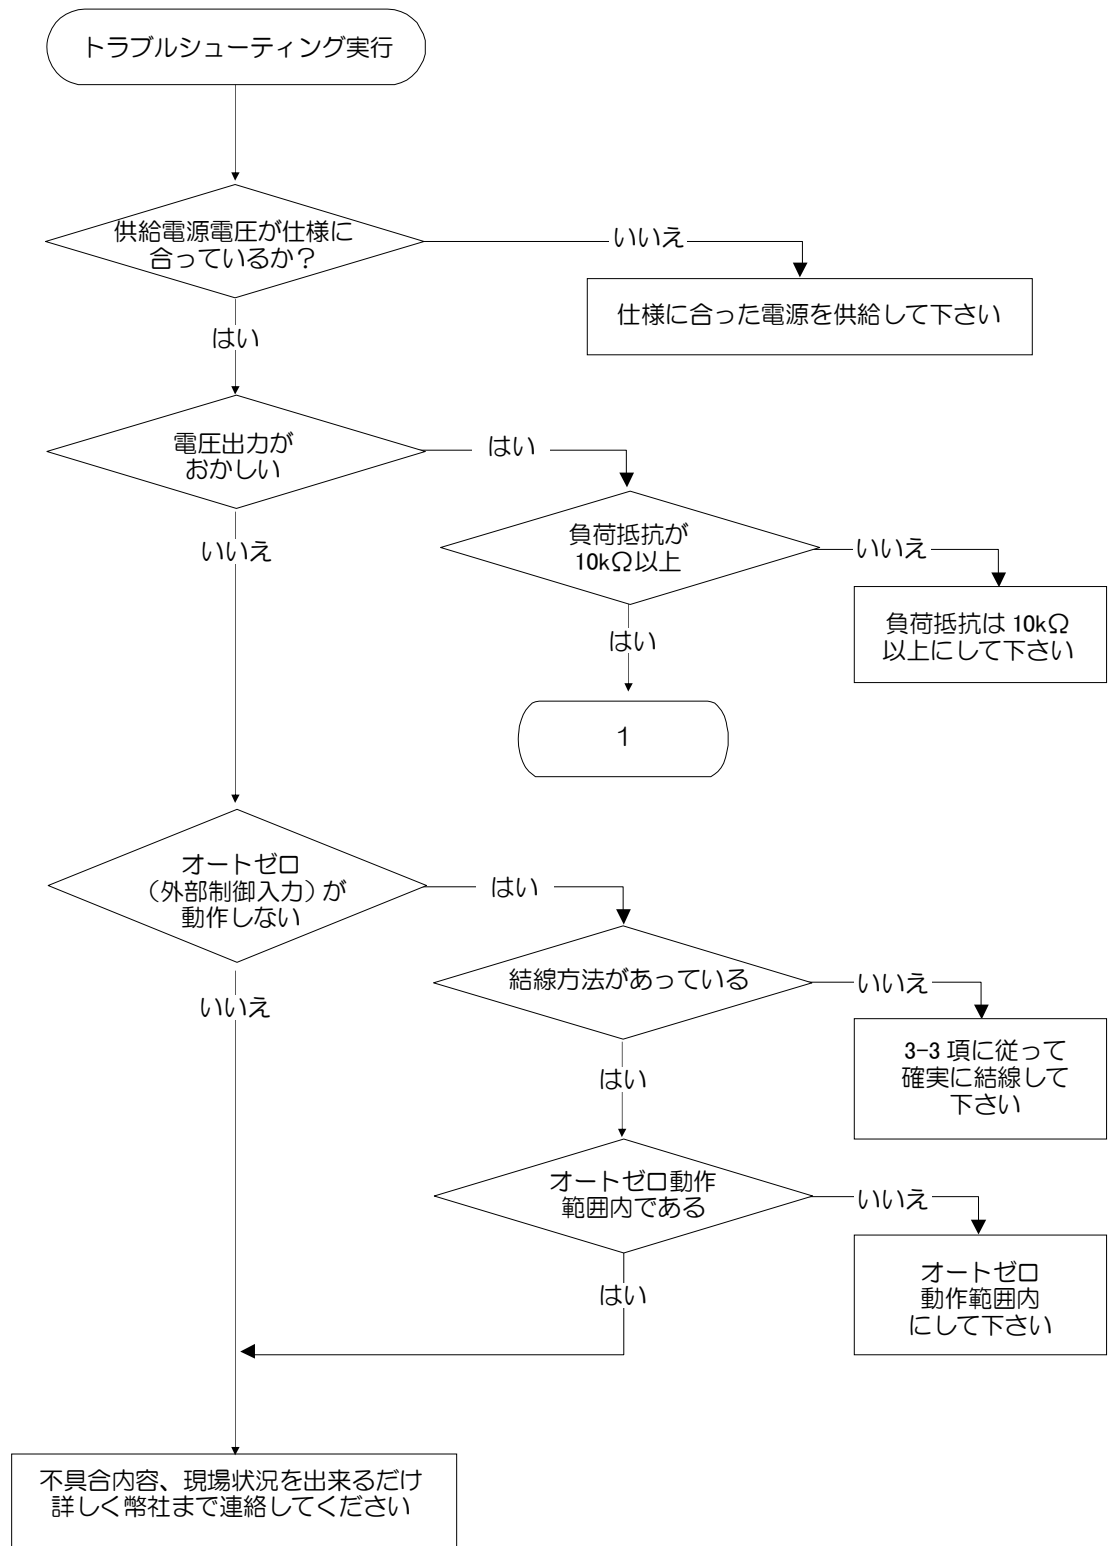 トラブルシューティング実行
供給電源電圧が仕様に
合っているか？
いいえ
仕様に合った電源を供給して下さい
はい
電圧出力が
おかしい
はい
負荷抵抗が
10kΩ以上
いいえ
負荷抵抗は 10kΩ
以上にして下さい
はい
1
いいえ
オートゼロ
（外部制御入力）が
動作しない
はい
結線方法があっている
いいえ
3-3 項に従って
確実に結線して
下さい
はい
オートゼロ動作
範囲内である
いいえ
オートゼロ
動作範囲内
にして下さい
はい
いいえ
不具合内容、現場状況を出来るだけ
詳しく幣社まで連絡してください